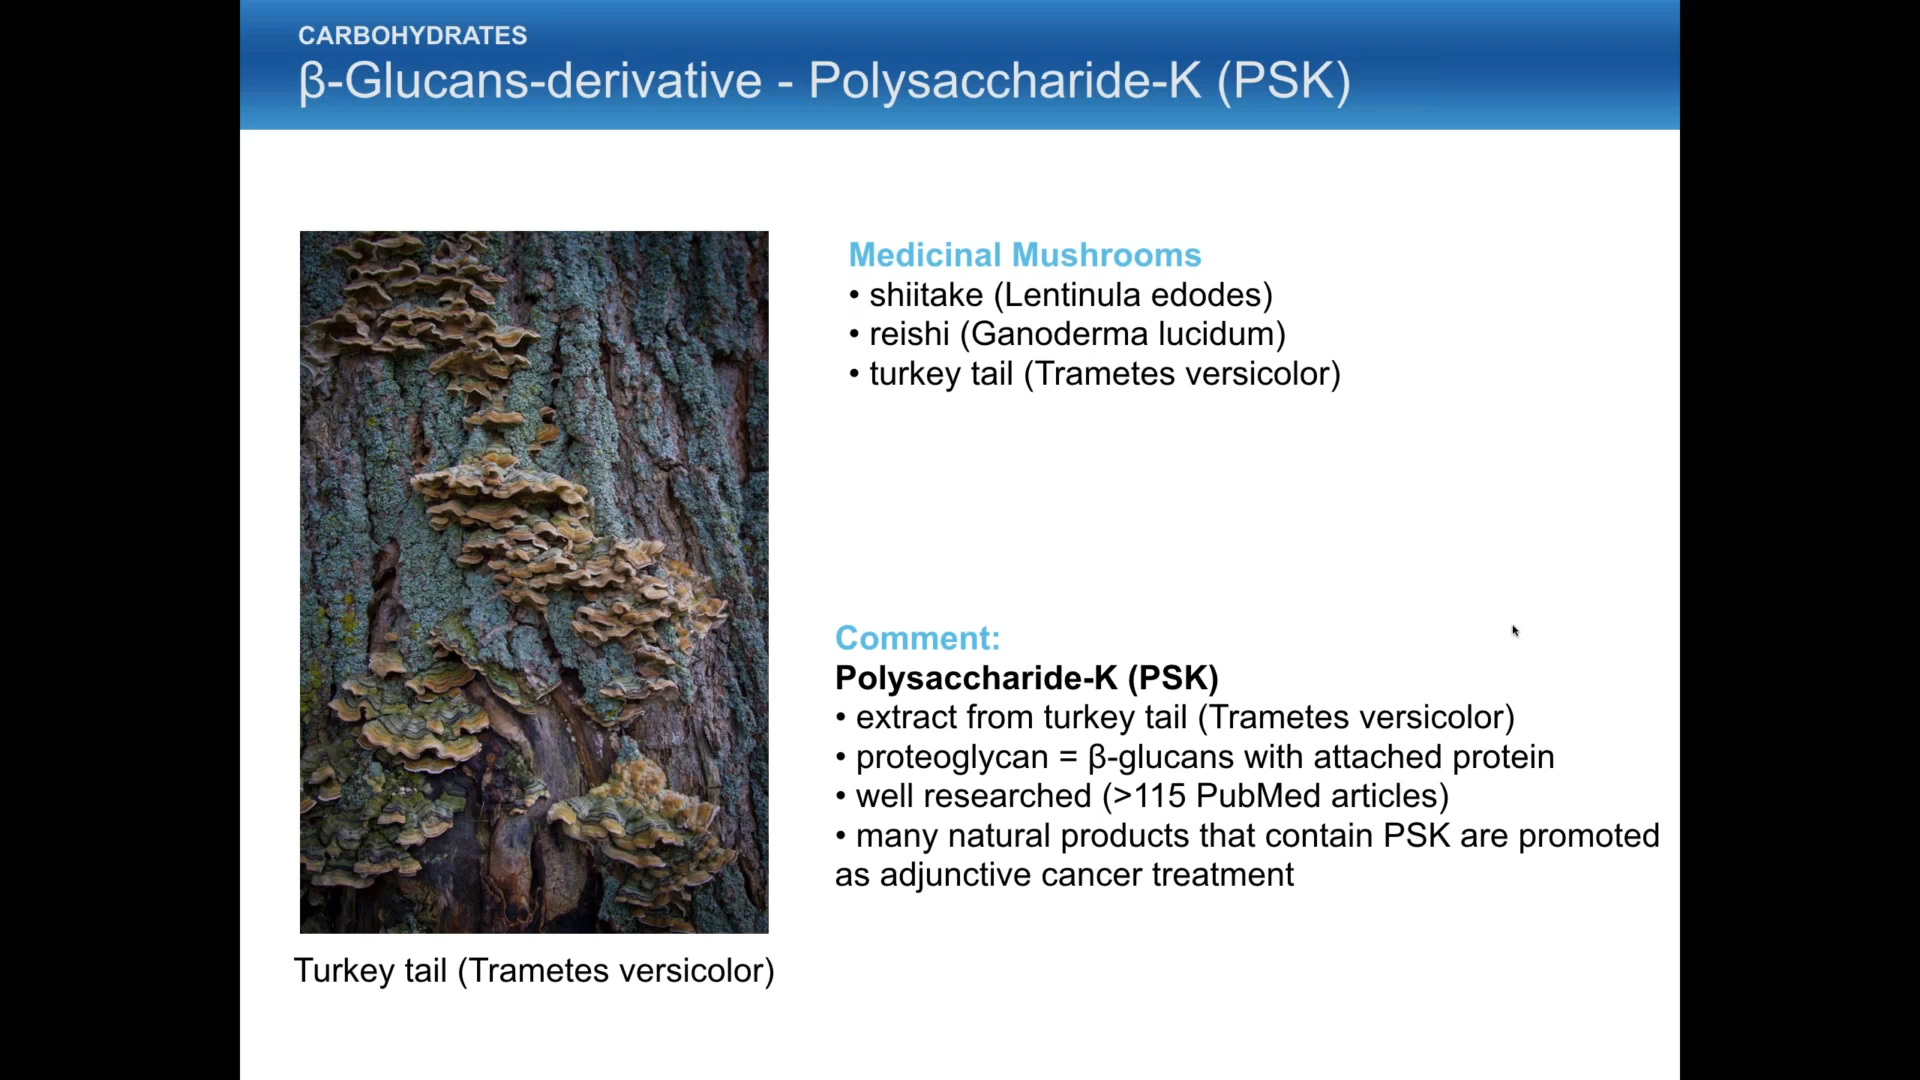 CARBOHYDRATES
β-Glucans-derivative - Polysaccharide-K (PSK)
Medicinal Mushrooms
• shiitake (Lentinula edodes)
• reishi (Ganoderma lucidum)
• turkey tail (Trametes versicolor)
Comment:
Polysaccharide-K (PSK)
• extract from turkey tail (Trametes versicolor)
• proteoglycan = β-glucans with attached protein
• well researched (>115 PubMed articles)
• many natural products that contain PSK are promoted
as adjunctive cancer treatment
Turkey tail (Trametes versicolor)